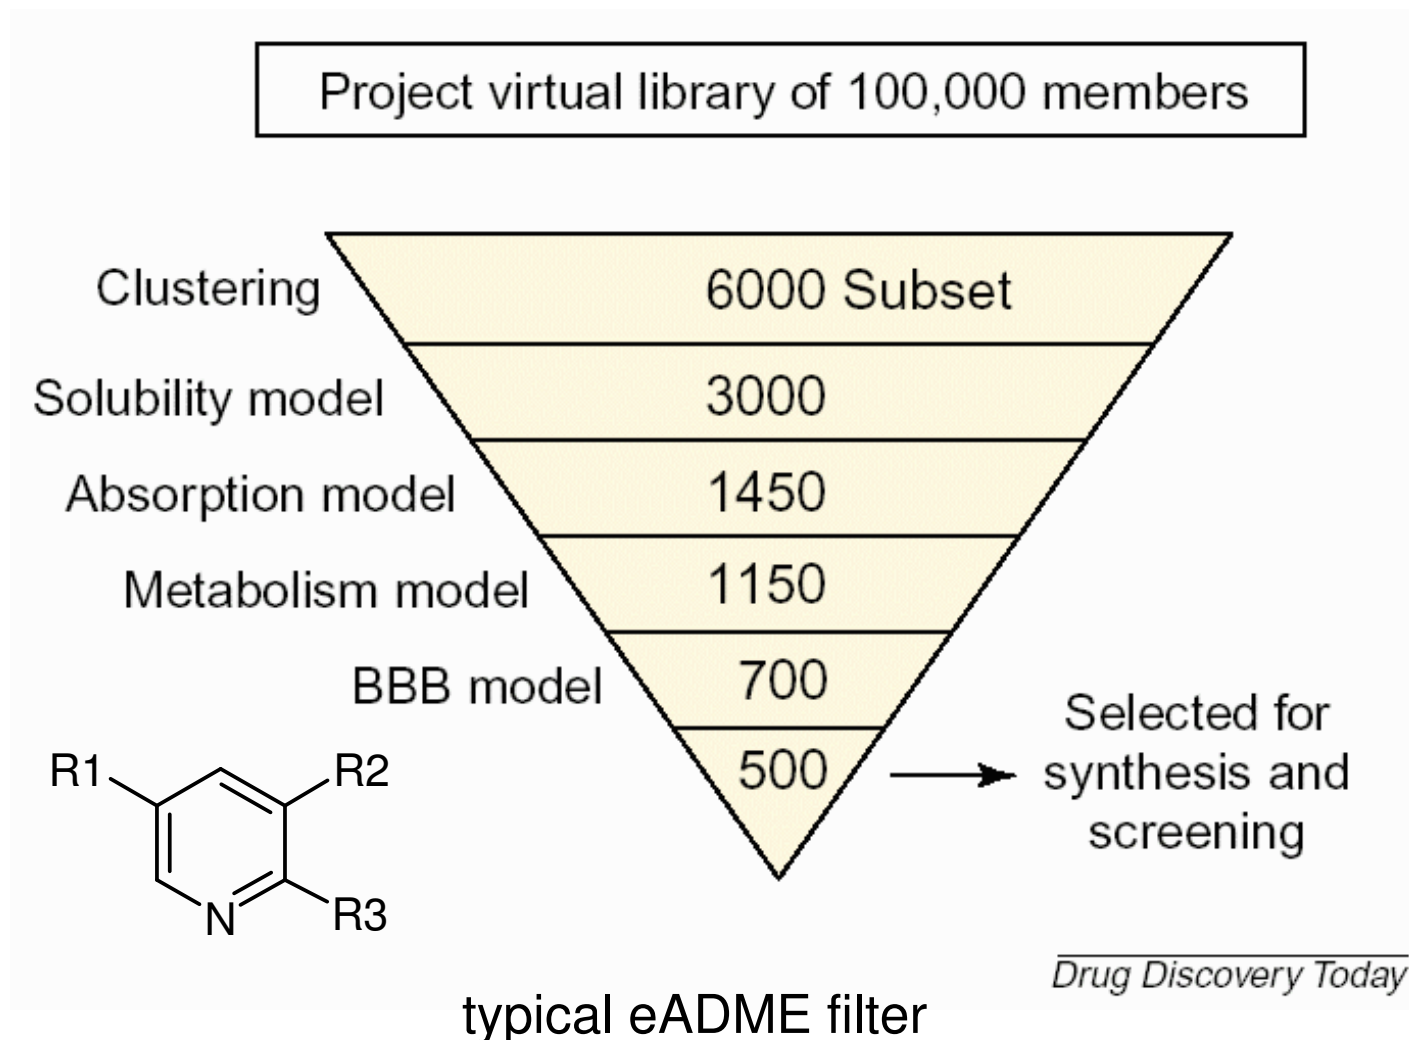 Project virtual library of 100,000 members
Clustering 6000 Subset
Solubility model 3000
Absorption model 1450
Metabolism model 1150
BBB model 700
500
Selected for
synthesis and
screening
R1
R2
N
R3
Drug Discovery Today
typical eADME filter